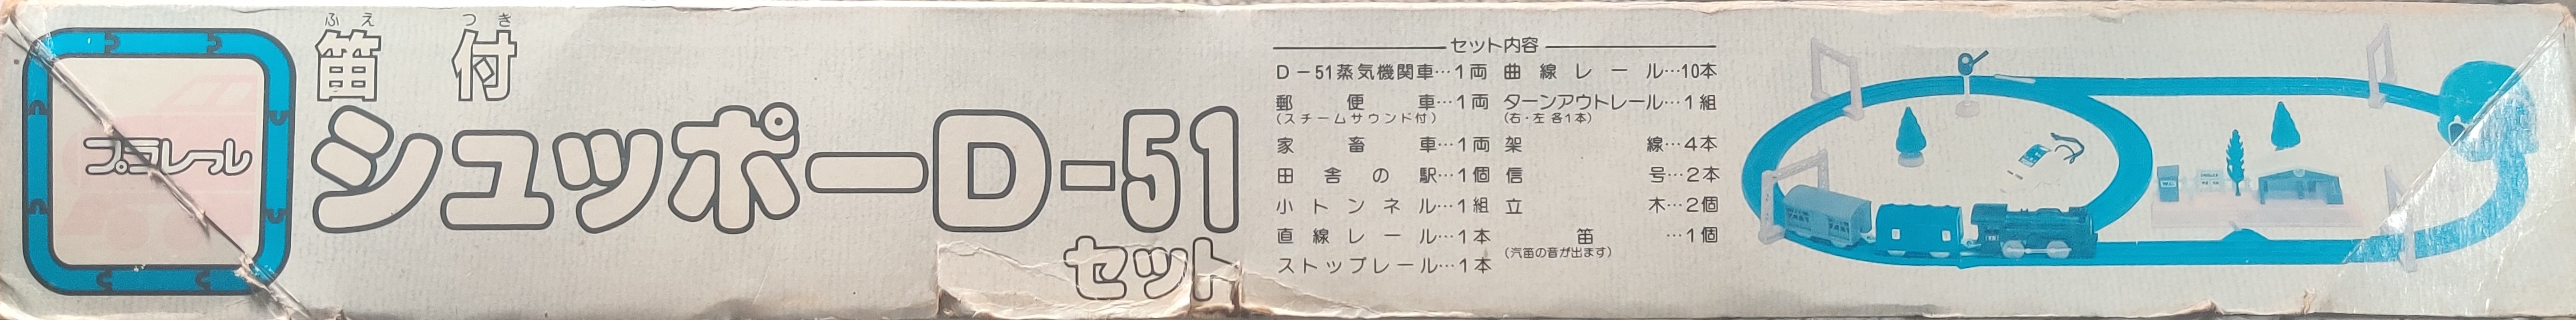 プラレール
ふえ つき
笛 付
シュッポーD-51
セット
セット内容
D-51蒸気機関車…1両
郵便車…1両
(スチームサウンド付)
家畜車…1両
田舎の駅…1個
小トンネル…1組
直線レール…1本
ストップレール…1本
曲線レール…10本
ターンアウトレール…1組
(右・左 各1本)
架線…4本
信号…2本
立木…2個
笛…1個
(汽笛の音が出ます)